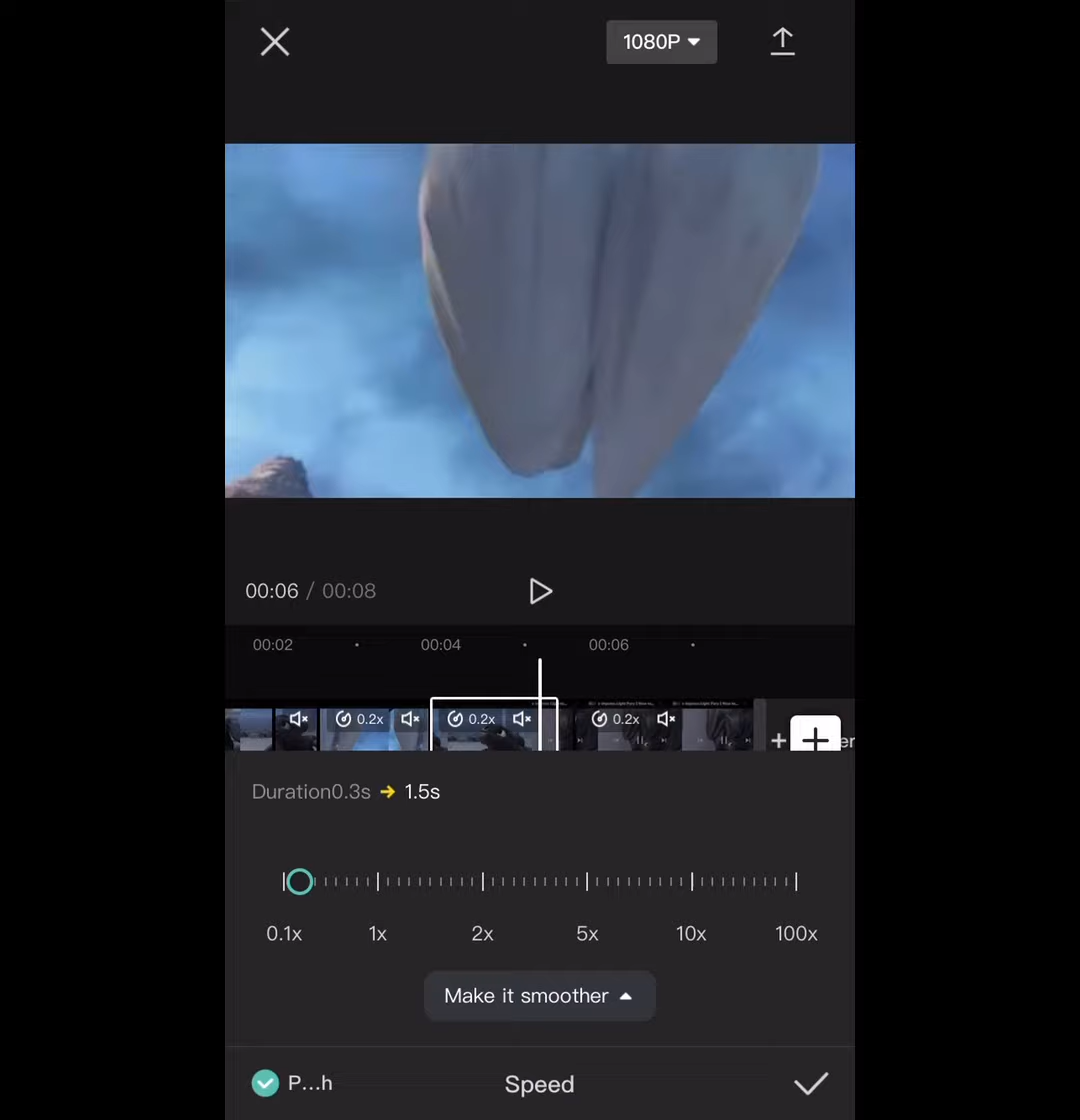 1080P
00:06 / 00:08
00:02 00:04 00:06
0.2x 0.2x 0.2x
er
Duration0.3s 1.5s
0.1x 1x 2x 5x 10x 100x
Make it smoother
P...h Speed